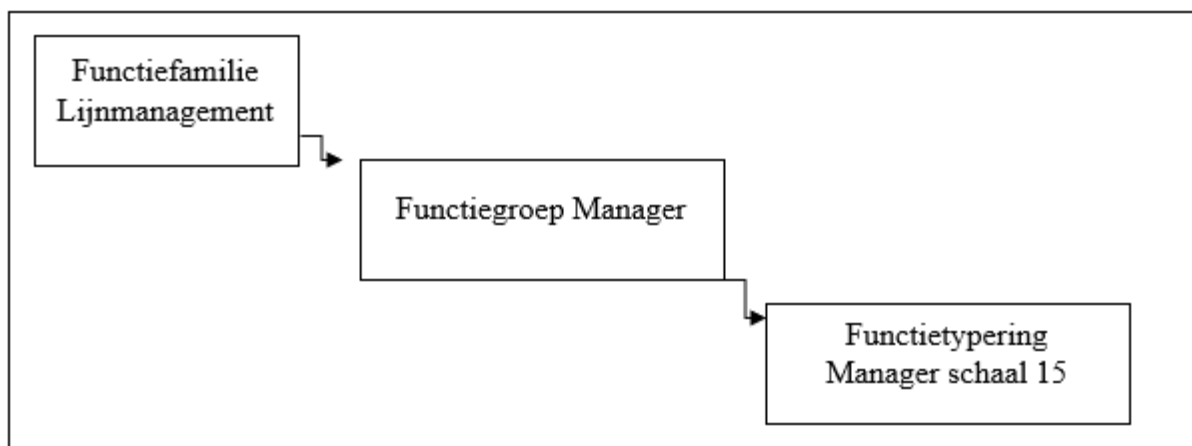 Functiefamilie
Lijnmanagement
Functiegroep Manager
Functietypering
Manager schaal 15